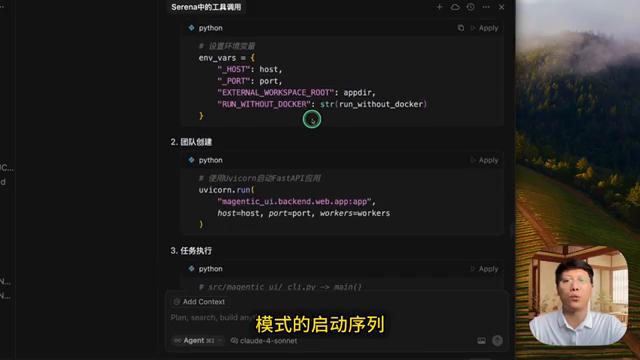 Serena中的工具调用
python
Apply
# 设置环境变量
env_vars = {
"_HOST": host,
"_PORT": port,
"EXTERNAL_WORKSPACE_ROOT": appdir,
"RUN_WITHOUT_DOCKER": str(run_without_docker)
}
2. 团队创建
python
Apply
# 使用Uvicorn启动FastAPI应用
uvicorn.run(
"magentic_ui.backend.web.app:app",
host=host, port=port, workers=workers
)
3. 任务执行
python
Apply
# src/magentic_ui/_cli.py -> main()
Add Context
Plan, search, build
模式的启动序列
Agent ⌘I
claude-4-sonnet